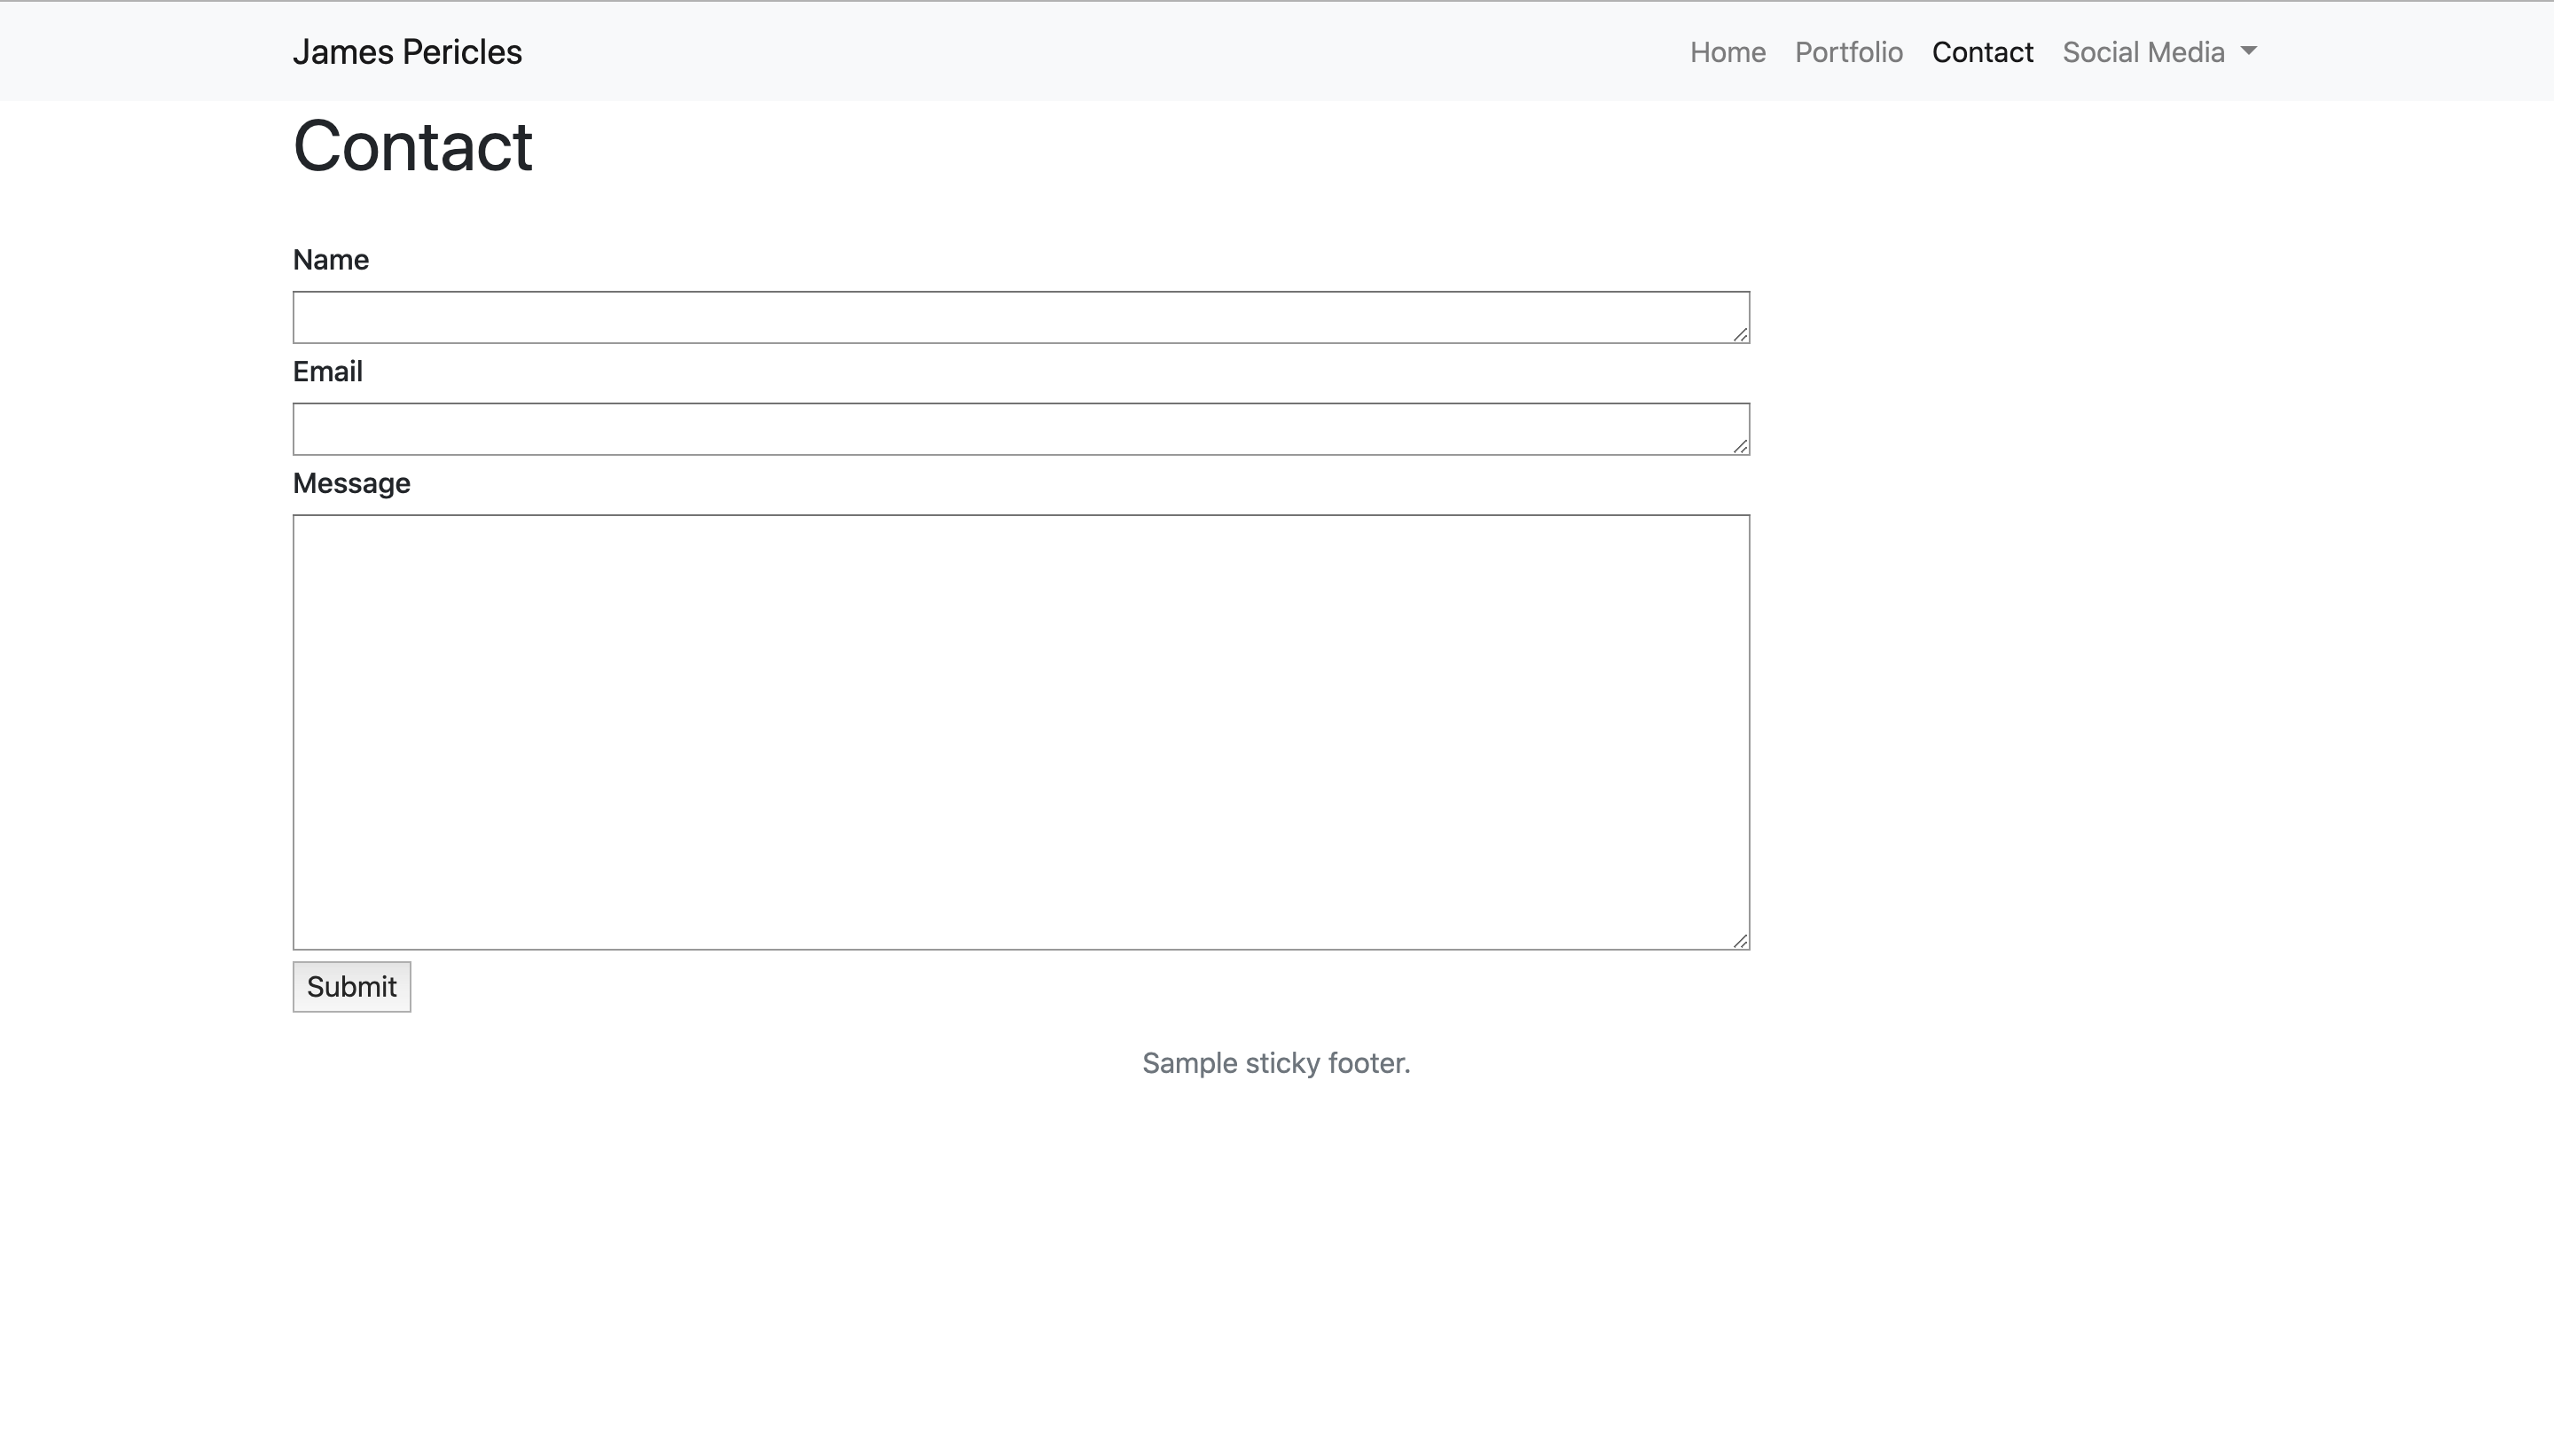 James Pericles Home Portfolio Contact Social Media
Contact
Name
Email
Message
Submit
Sample sticky footer.